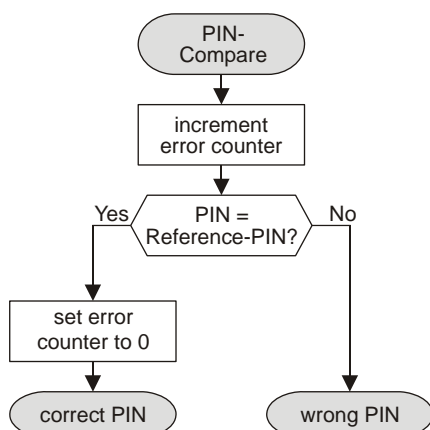 PIN-
Compare
increment
error counter
Yes
PIN =
Reference-PIN?
No
set error
counter to 0
correct PIN
wrong PIN